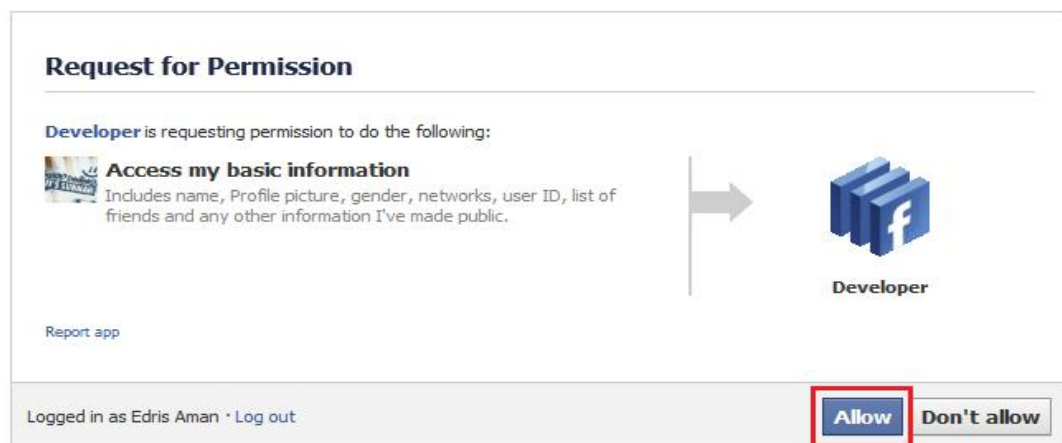 Request for Permission
Developer is requesting permission to do the following:
Access my basic information
Includes name, Profile picture, gender, networks, user ID, list of
friends and any other information I've made public.
Developer
Report app
Logged in as Edris Aman · Log out
Allow
Don't allow